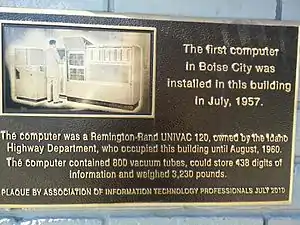 The first computer
in Boise City was
installed in this building
in July, 1957.
The computer was a Remington-Rand UNIVAC 120, owned by the Idaho
Highway Department, who occupied this building until August, 1960.
The computer contained 800 vacuum tubes, could store 438 digits of
information and weighed 3,230 pounds.
PLAQUE BY ASSOCIATION OF INFORMATION TECHNOLOGY PROFESSIONALS JULY 2010